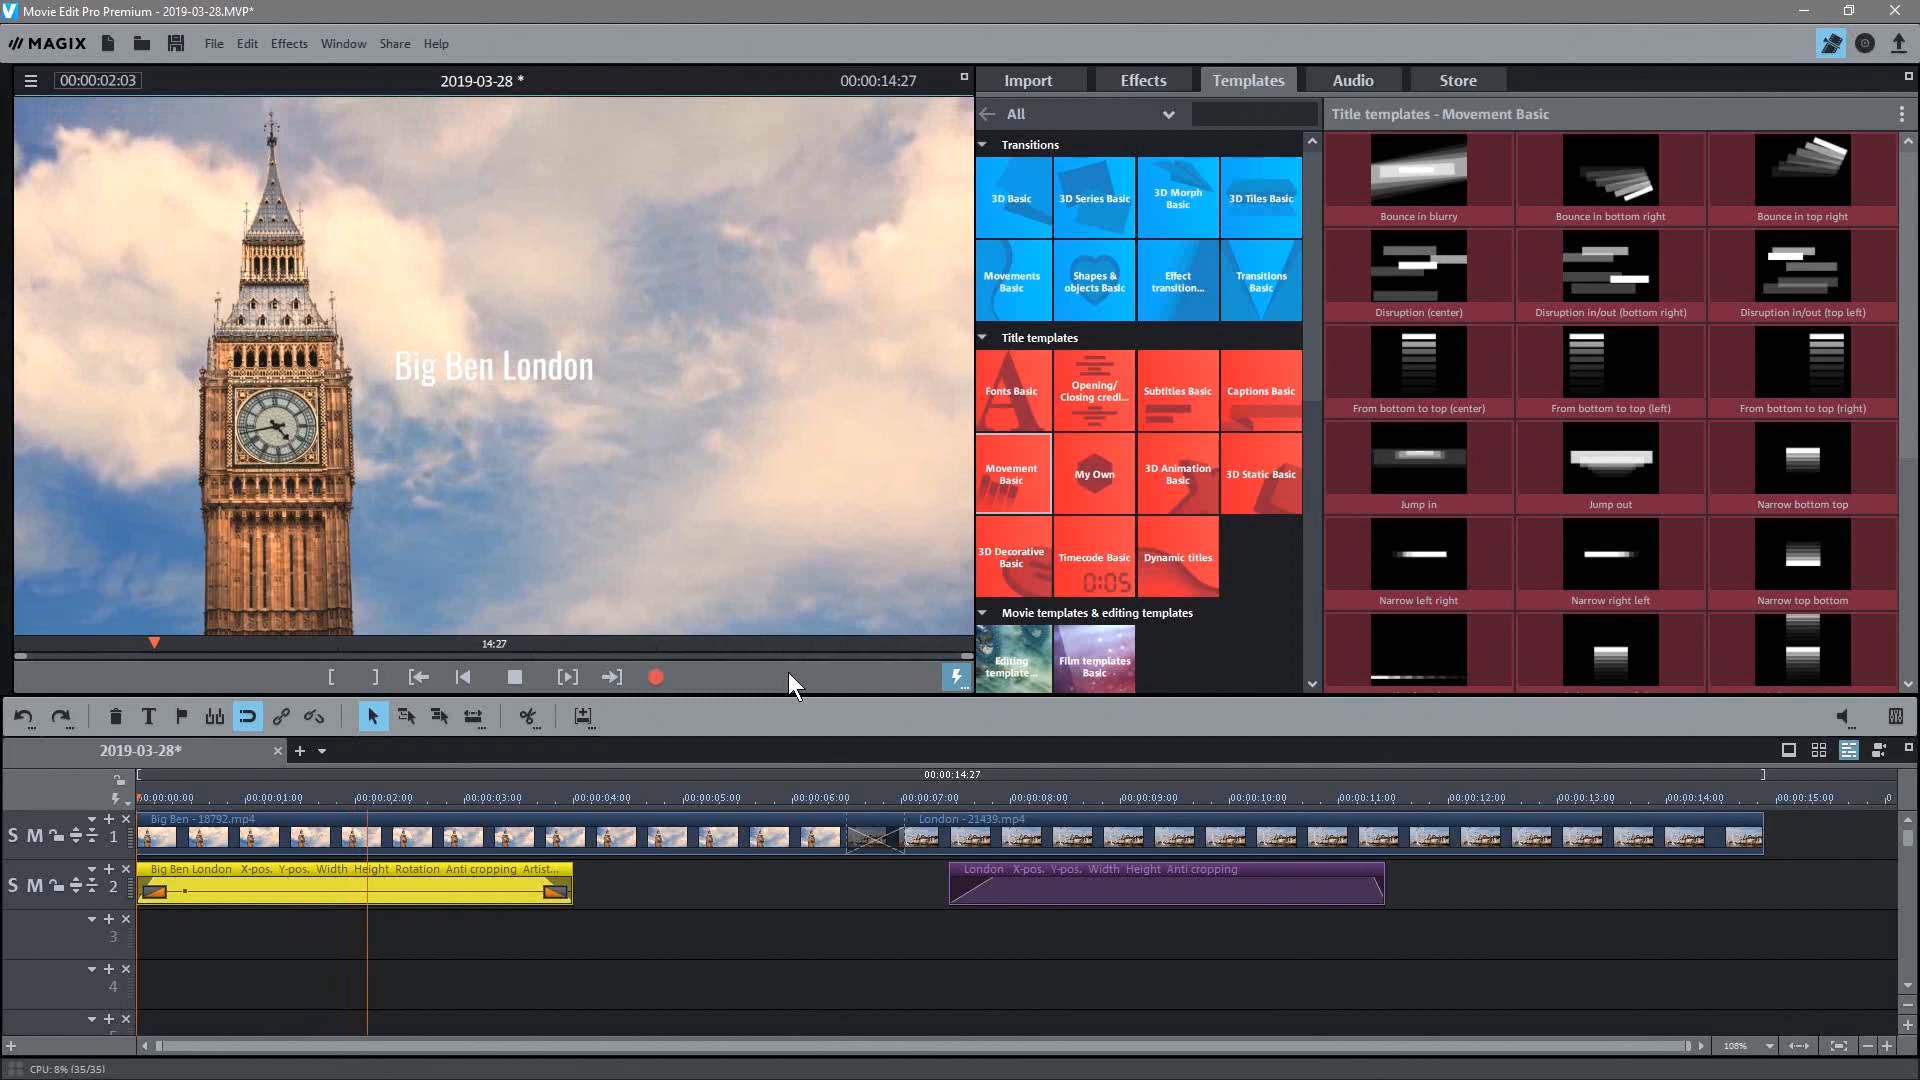 Movie Edit Pro Premium - 2019-03-28.MVP*
MAGIX File Edit Effects Window Share Help
00:00:02:03 2019-03-28 * 00:00:14:27
Big Ben London
14:27
Import Effects Templates Audio Store
All
Transitions
3D Basic
3D Series Basic
3D Morph Basic
3D Tiles Basic
Movements Basic
Shapes & objects Basic
Effect transition...
Transitions Basic
Title templates
Fonts Basic
Opening/ Closing credi...
Subtitles Basic
Captions Basic
Movement Basic
My Own
3D Animation Basic
3D Static Basic
3D Decorative Basic
Timecode Basic
0:05
Dynamic titles
Movie templates & editing templates
Editing template...
Film templates Basic
Title templates - Movement Basic
Bounce in blurry
Bounce in bottom right
Bounce in top right
Disruption (center)
Disruption in/out (bottom right)
Disruption in/out (top left)
From bottom to top (center)
From bottom to top (left)
From bottom to top (right)
Jump in
Jump out
Narrow bottom top
Narrow left right
Narrow right left
Narrow top bottom
2019-03-28*
00:00:14:27
00:00:00:00 00:00:01:00 00:00:02:00 00:00:03:00 00:00:04:00 00:00:05:00 00:00:06:00 00:00:07:00 00:00:08:00 00:00:09:00 00:00:10:00 00:00:11:00 00:00:12:00 00:00:13:00 00:00:14:00 00:00:15:00 0
Big Ben - 18792.mp4 London - 21439.mp4
S M 1
Big Ben London X-pos. Y-pos. Width Height Rotation Anti cropping Artist...
London X-pos. Y-pos. Width Height Anti cropping
S M 2
3
4
108%
CPU: 8% (35/35)